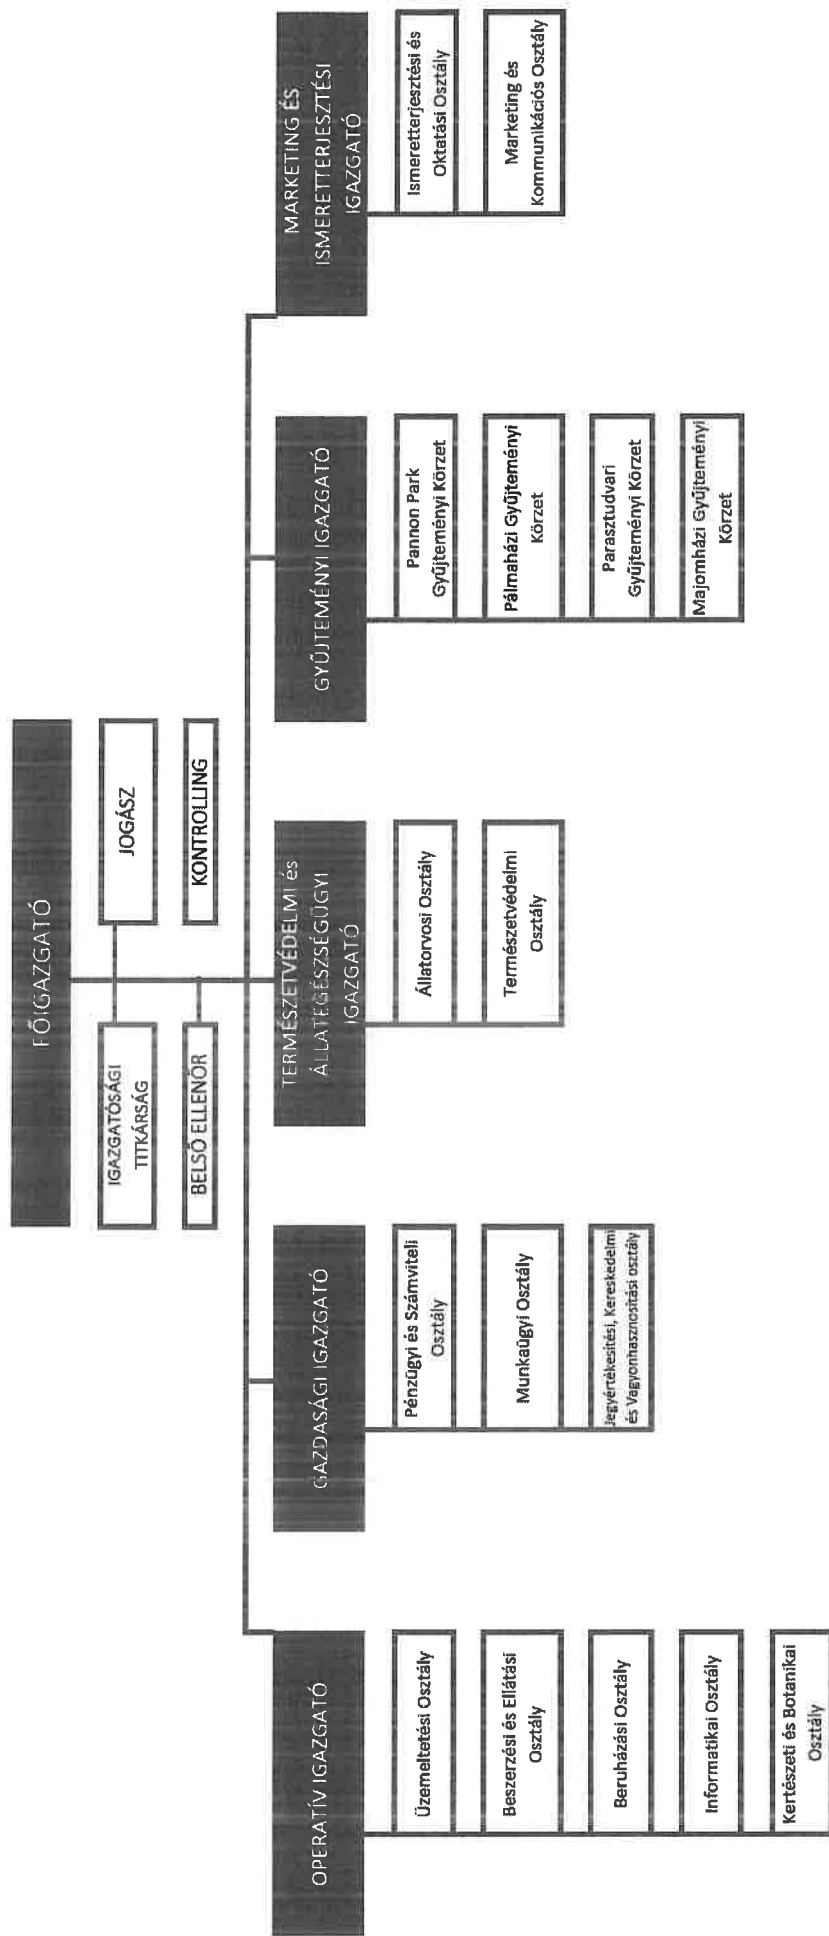 FŐIGAZGATÓ
IGAZGATÓSÁGI
TITKÁRSÁG
JOGÁSZ
BELSŐ ELLENŐR
KONTROLLING
OPERATÍV IGAZGATÓ
Üzemeltetési Osztály
Beszerzési és Ellátási
Osztály
Beruházási Osztály
Informatikai Osztály
Kertészeti és Botanikai
Osztály
GAZDASÁGI IGAZGATÓ
Pénzügyi és Számviteli
Osztály
Munkaügyi Osztály
Jegyértékesítési, Kereskedelmi
és Vagyonhasznosítási osztály
TERMÉSZETVÉDELMI és
ÁLLATEGÉSZSÉGÜGYI
IGAZGATÓ
Állatorvosi Osztály
Természetvédelmi
Osztály
GYŰJTEMÉNYI IGAZGATÓ
Pannon Park
Gyűjteményi Körzet
Pálmaházi Gyűjteményi
Körzet
Parasztudvari
Gyűjteményi Körzet
Majomházi Gyűjteményi
Körzet
MARKETING ÉS
ISMERETTERJESZTÉSI
IGAZGATÓ
Ismeretterjesztési és
Oktatási Osztály
Marketing és
Kommunikációs Osztály